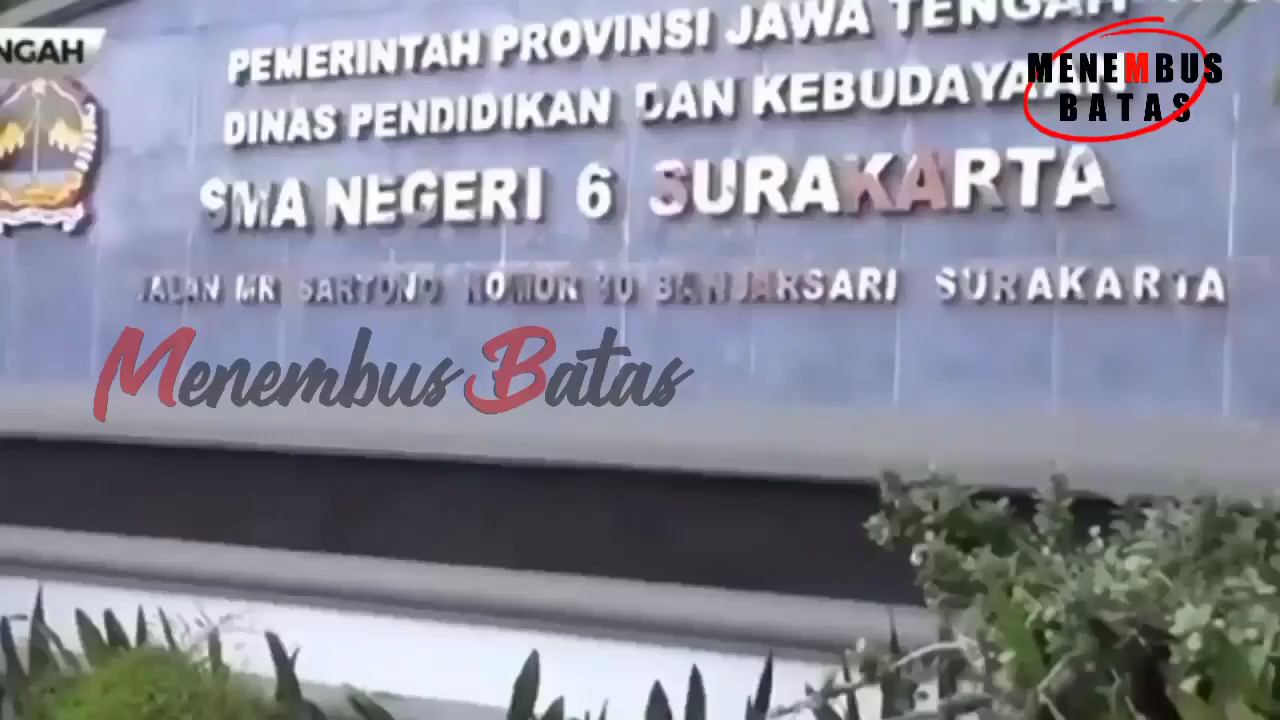 NGAH
PEMERINTAH PROVINSI JAWA TENGAH
DINAS PENDIDIKAN DAN KEBUDAYAAN
SMA NEGERI 6 SURAKARTA
JALAN MR SARTONO NOMOR 30 BANJARSARI SURAKARTA
MENEMBUS
BATAS
Menembus Batas